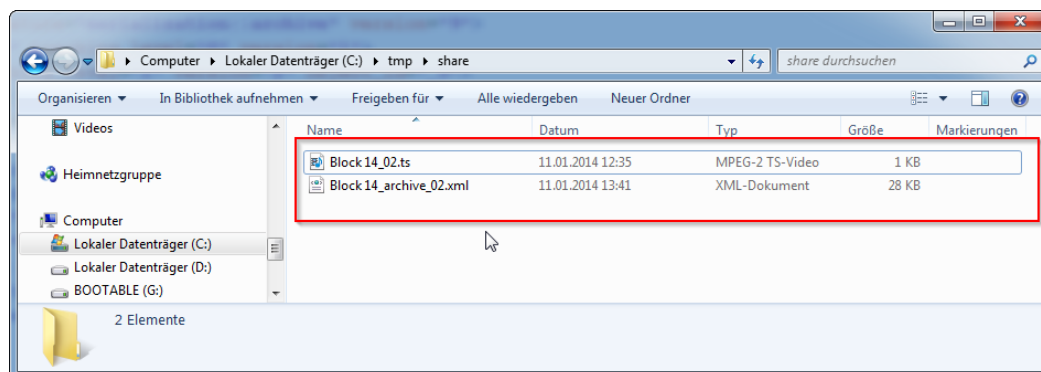 Computer Lokaler Datenträger (C:) tmp share
share durchsuchen
Organisieren In Bibliothek aufnehmen Freigeben für Alle wiedergeben Neuer Ordner
Videos
Heimnetzgruppe
Computer
Lokaler Datenträger (C:)
Lokaler Datenträger (D:)
BOOTABLE (G:)
Name Datum Typ Größe Markierungen
Block 14_02.ts 11.01.2014 12:35 MPEG-2 TS-Video 1 KB
Block 14_archive_02.xml 11.01.2014 13:41 XML-Dokument 28 KB
2 Elemente